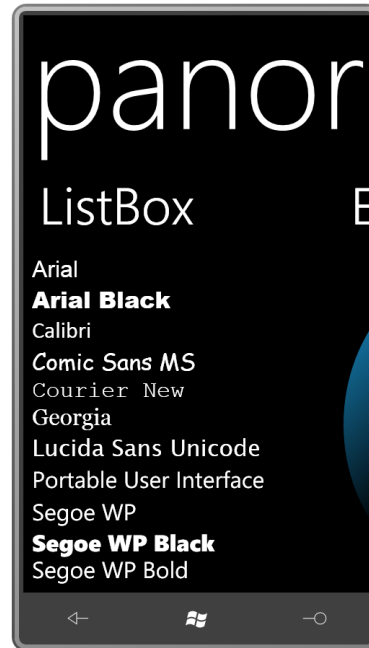 panor
ListBox
E
Arial
Arial Black
Calibri
Comic Sans MS
Courier New
Georgia
Lucida Sans Unicode
Portable User Interface
Segoe WP
Segoe WP Black
Segoe WP Bold